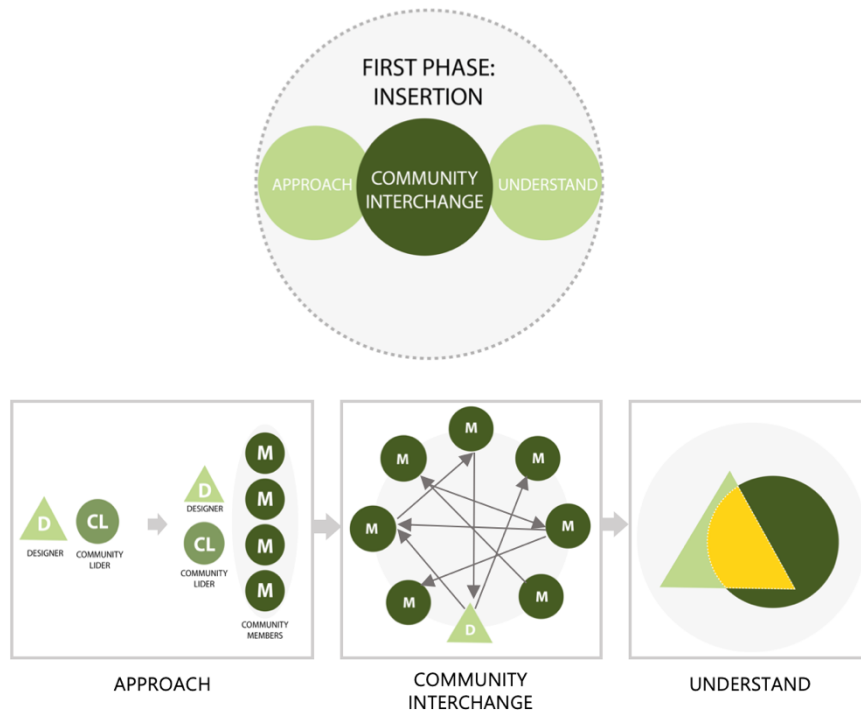 FIRST PHASE:
INSERTION
APPROACH
COMMUNITY
INTERCHANGE
UNDERSTAND
D
DESIGNER
CL
COMMUNITY
LIDER
D
DESIGNER
CL
COMMUNITY
LIDER
M
M
M
M
COMMUNITY
MEMBERS
M
M
M
M
M
M
M
D
APPROACH
COMMUNITY
INTERCHANGE
UNDERSTAND